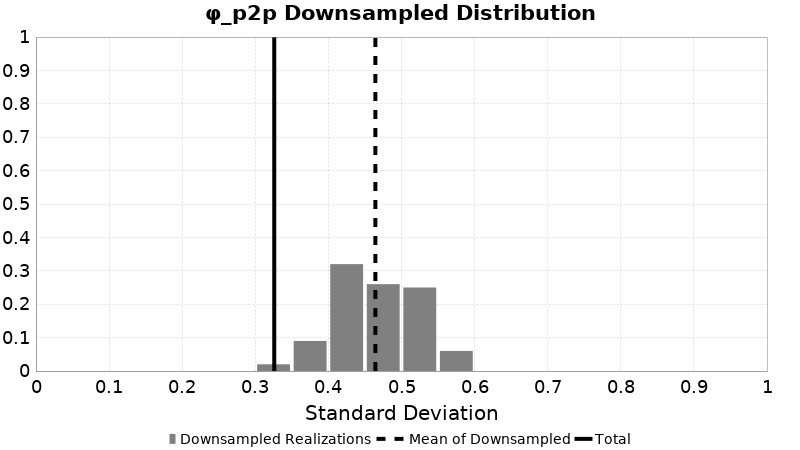 φ_p2p Downsampled Distribution
1
0.9
0.8
0.7
0.6
0.5
0.4
0.3
0.2
0.1
0
0 0.1 0.2 0.3 0.4 0.5 0.6 0.7 0.8 0.9 1
Standard Deviation
Downsampled Realizations Mean of Downsampled Total